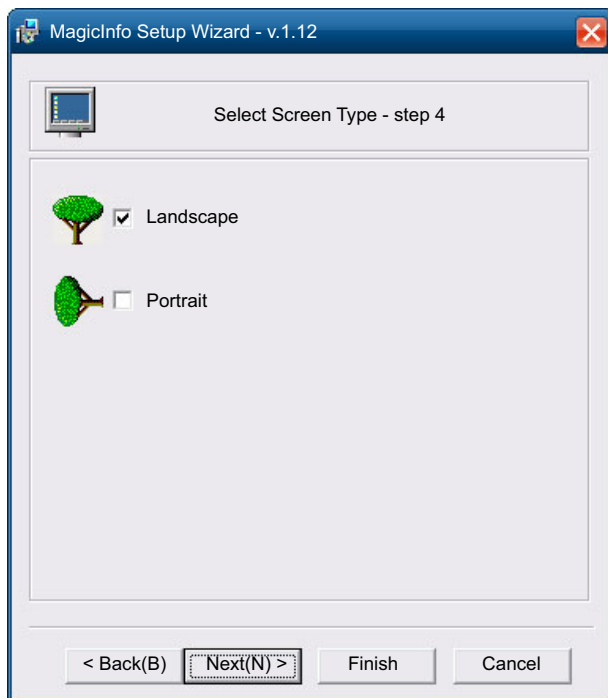 MagicInfo Setup Wizard - v.1.12
Select Screen Type - step 4
Landscape
Portrait
< Back(B) Next(N) > Finish Cancel